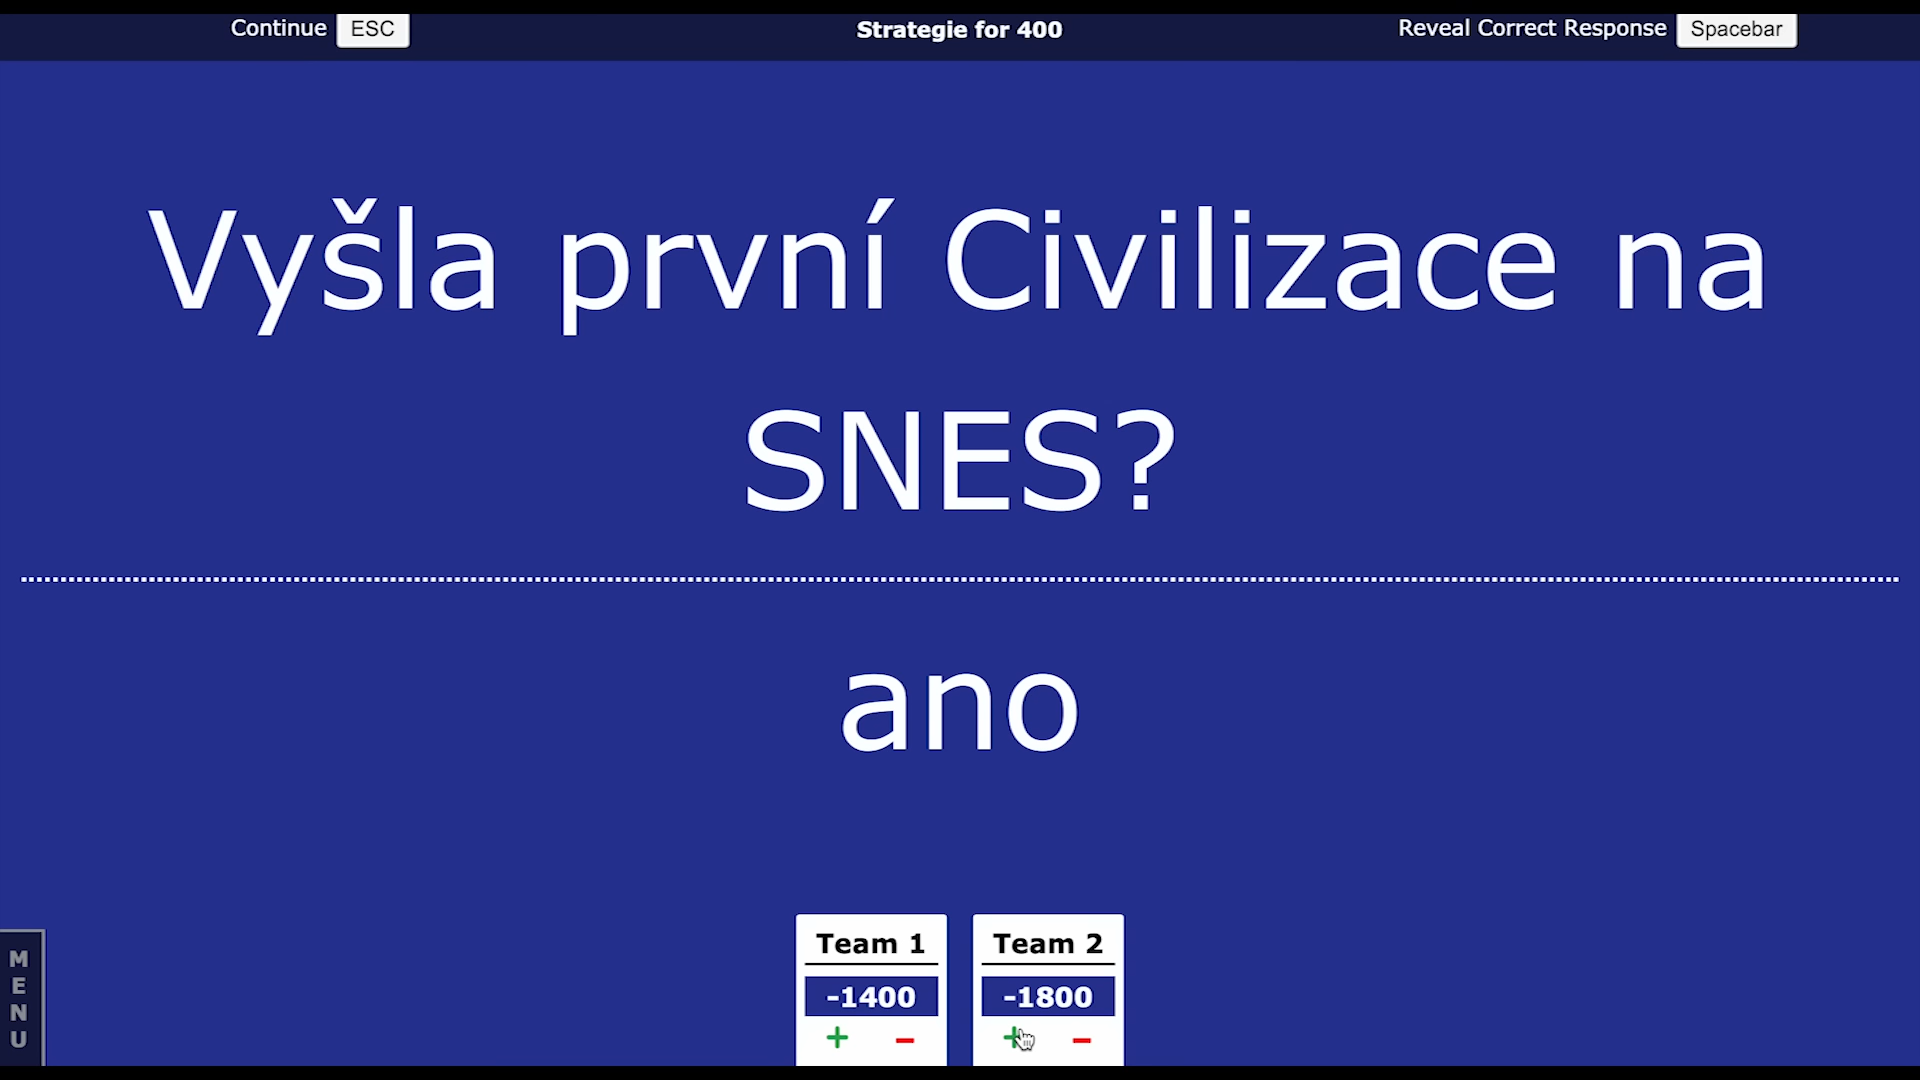 Continue ESC
Strategie for 400
Reveal Correct Response Spacebar
Vyšla první Civilizace na
SNES?
ano
MENU
Team 1
-1400
+ -
Team 2
-1800
+ -